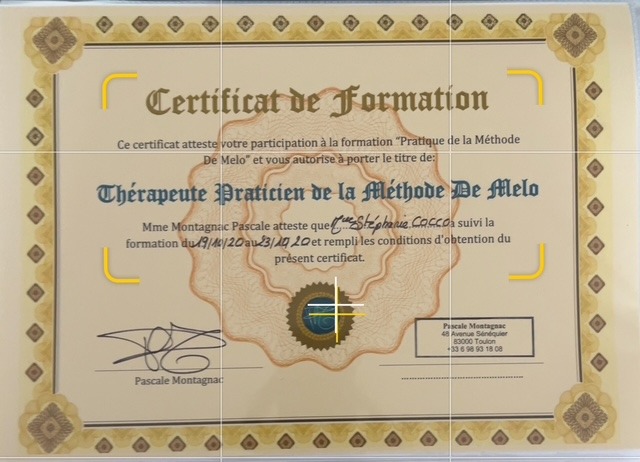 Certificat de Formation
Ce certificat atteste votre participation à la formation "Pratique de la Méthode
De Melo" et vous autorise à porter le titre de:
Thérapeute Praticien de la Méthode De Melo
Mme Montagnac Pascale atteste que Mme Stéphanie COCCO a suivi la
formation du 19/10/20 au 23/10/20 et rempli les conditions d'obtention du
présent certificat.
Pascale Montagnac
48 Avenue Sénéquier
83000 Toulon
+33 6 98 93 18 08
Pascale Montagnac